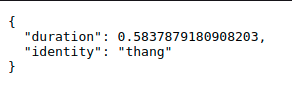 {
  "duration": 0.5837879180908203,
  "identity": "thang"
}